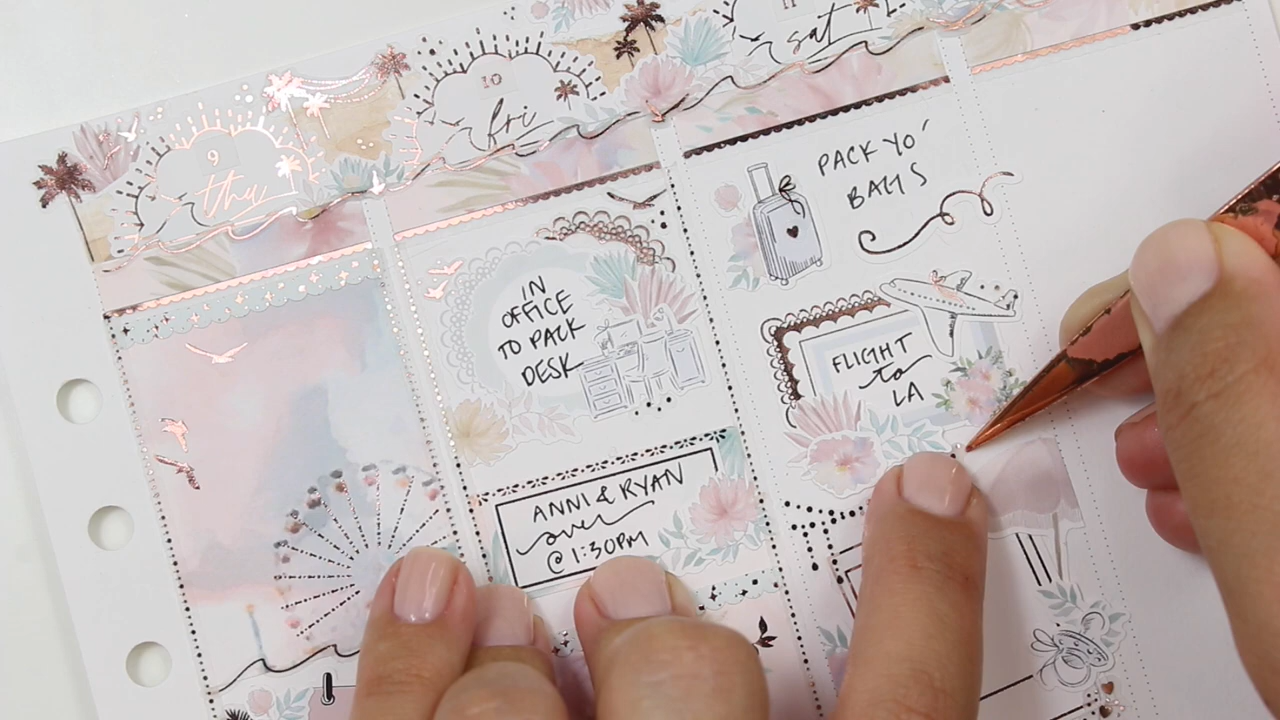 9
thu
10
fri
11
sat
IN
OFFICE
TO PACK
DESK
ANNI & RYAN
over
@ 1:30PM
PACK YO'
BAGS
FLIGHT
to
LA